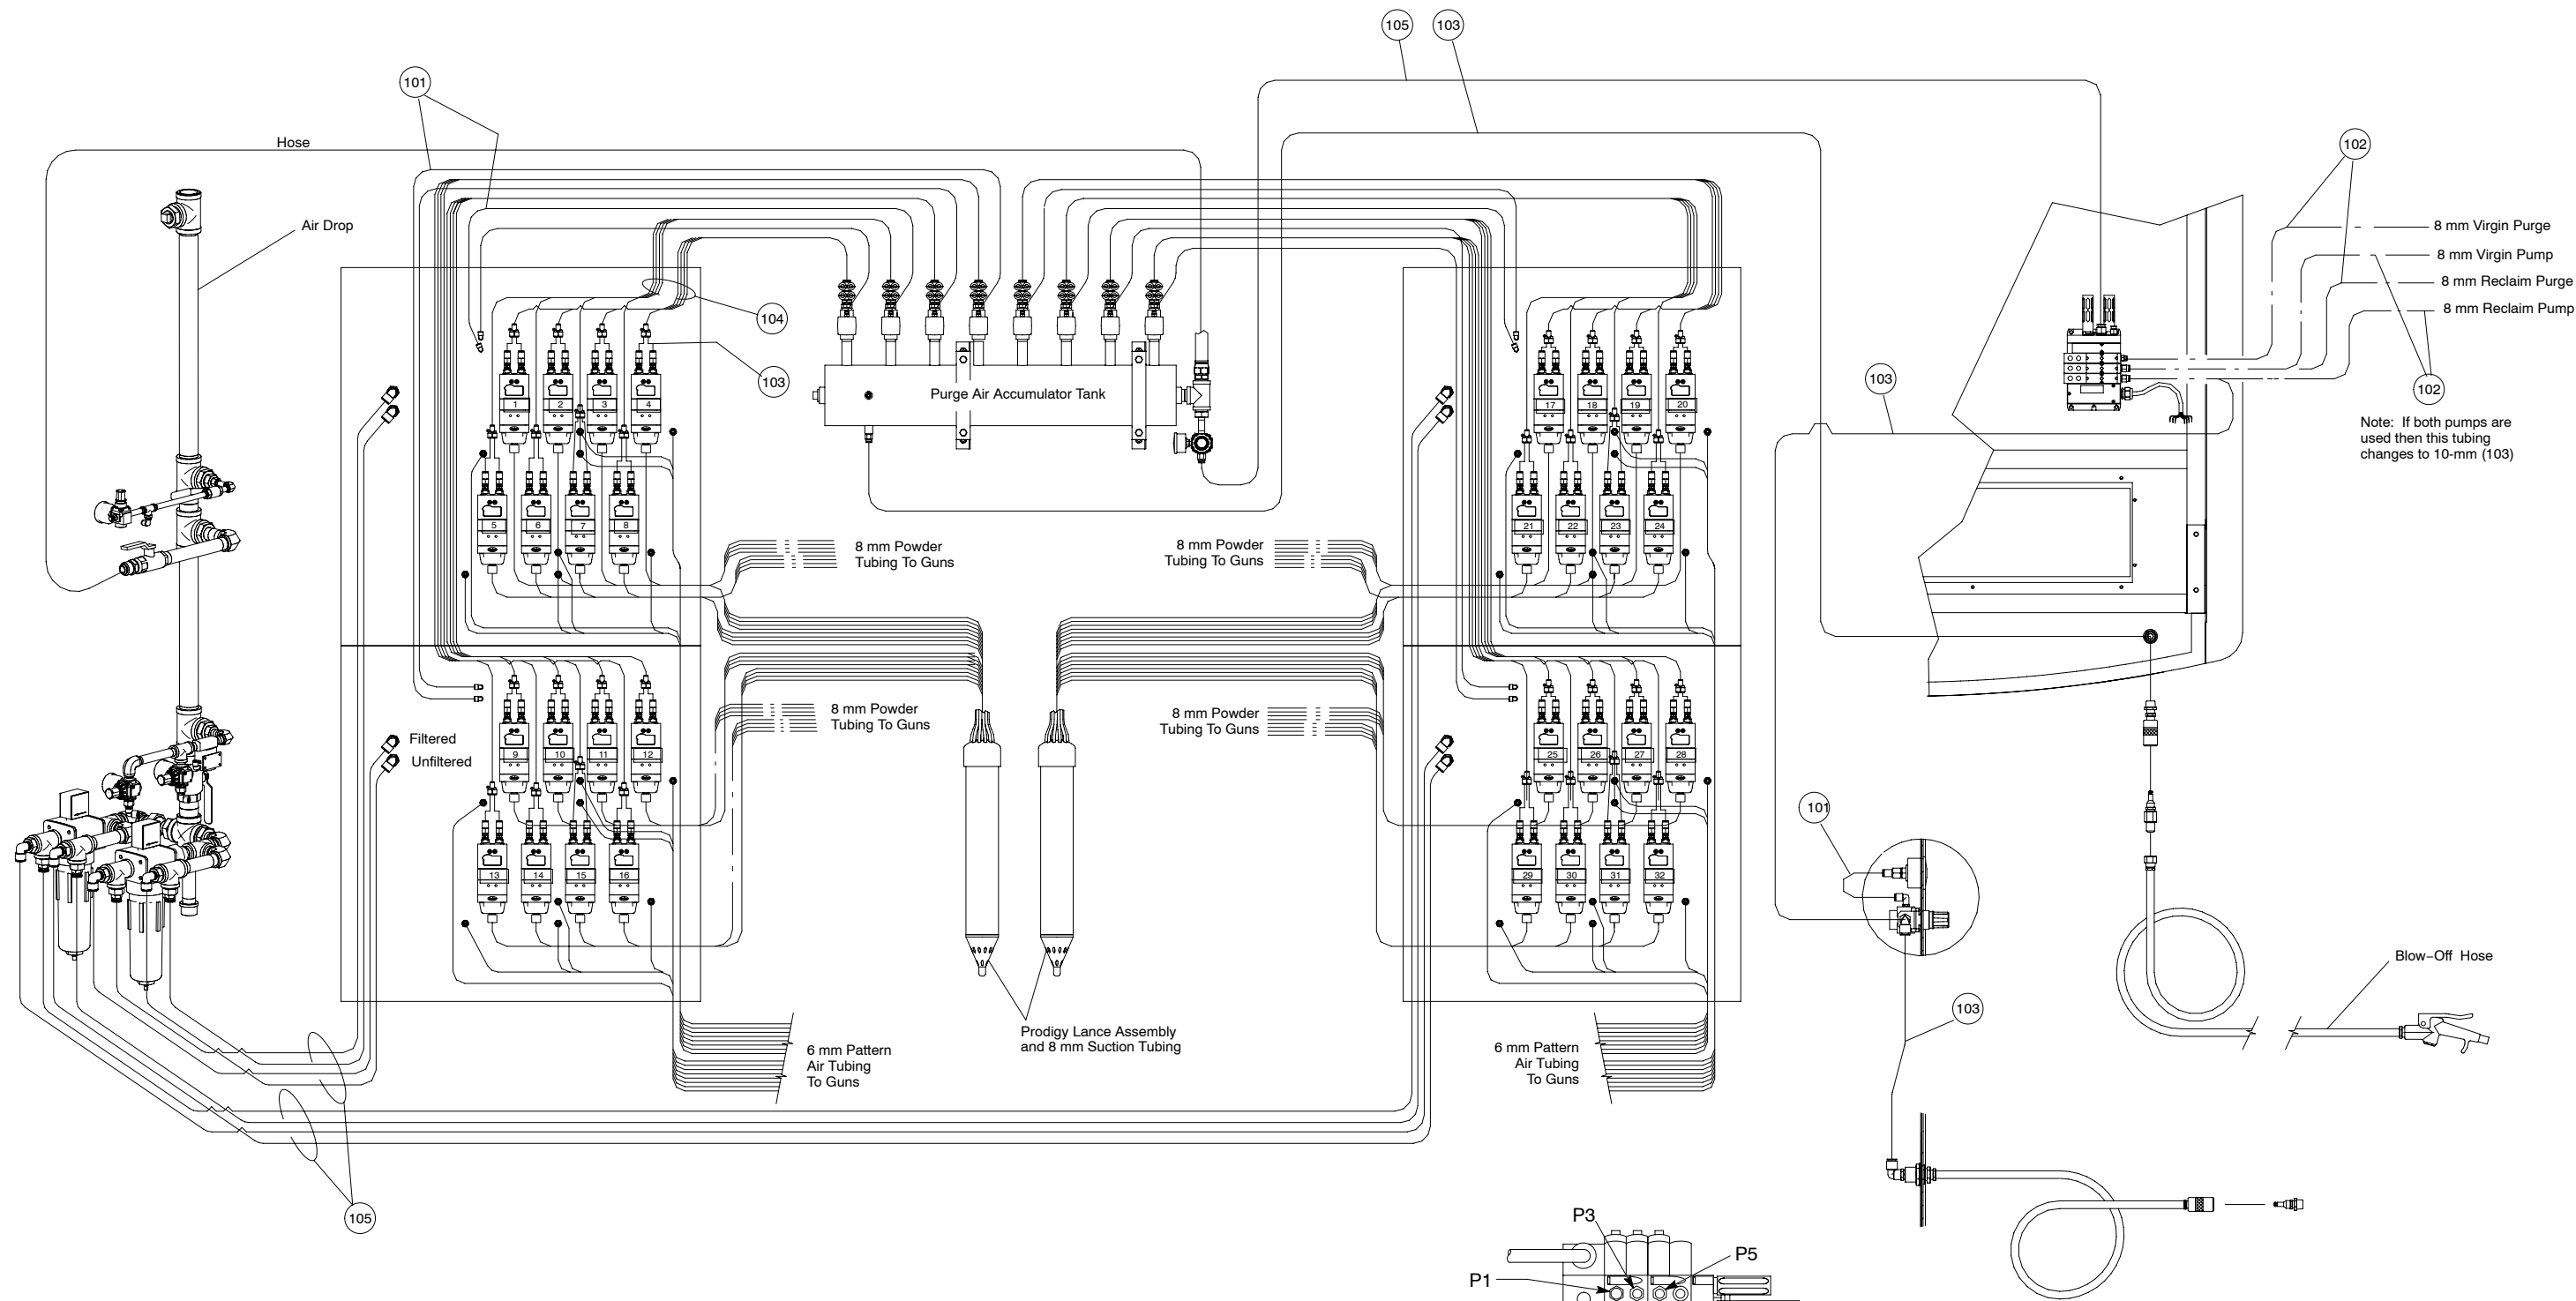 105
103
101
Hose
102
Air Drop
8 mm Virgin Purge
8 mm Virgin Pump
8 mm Reclaim Purge
8 mm Reclaim Pump
104
103
103
102
Purge Air Accumulator Tank
Note: If both pumps are
used then this tubing
changes to 10-mm (103)
1
2
3
4
17
18
19
20
5
6
7
8
21
22
23
24
8 mm Powder
Tubing To Guns
8 mm Powder
Tubing To Guns
8 mm Powder
Tubing To Guns
8 mm Powder
Tubing To Guns
Filtered
Unfiltered
9
10
11
12
25
26
27
28
101
13
14
15
16
29
30
31
32
Blow–Off Hose
103
Prodigy Lance Assembly
and 8 mm Suction Tubing
6 mm Pattern
Air Tubing
To Guns
6 mm Pattern
Air Tubing
To Guns
105
P3
P5
P1